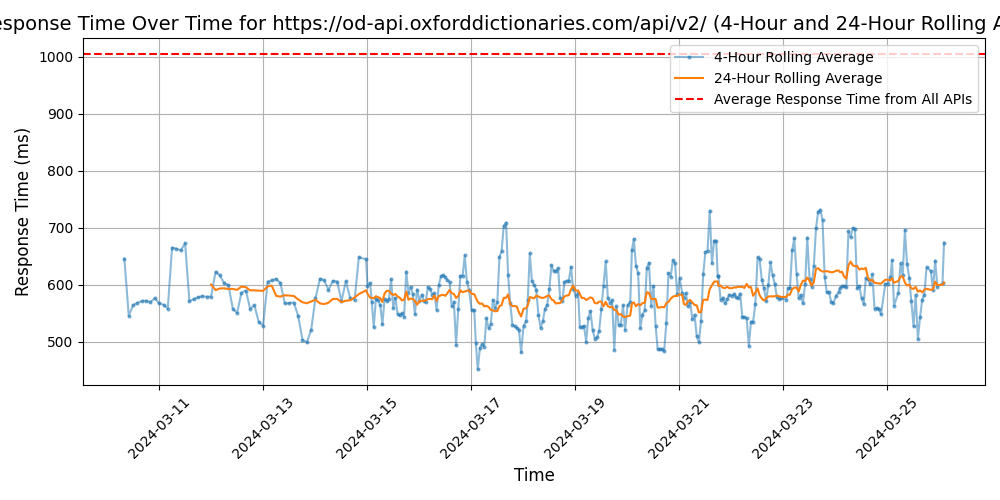 sponse Time Over Time for https://od-api.oxforddictionaries.com/api/v2/ (4-Hour and 24-Hour Rolling A
4-Hour Rolling Average
24-Hour Rolling Average
Average Response Time from All APIs
Response Time (ms)
1000
900
800
700
600
500
2024-03-11
2024-03-13
2024-03-15
2024-03-17
2024-03-19
2024-03-21
2024-03-23
2024-03-25
Time